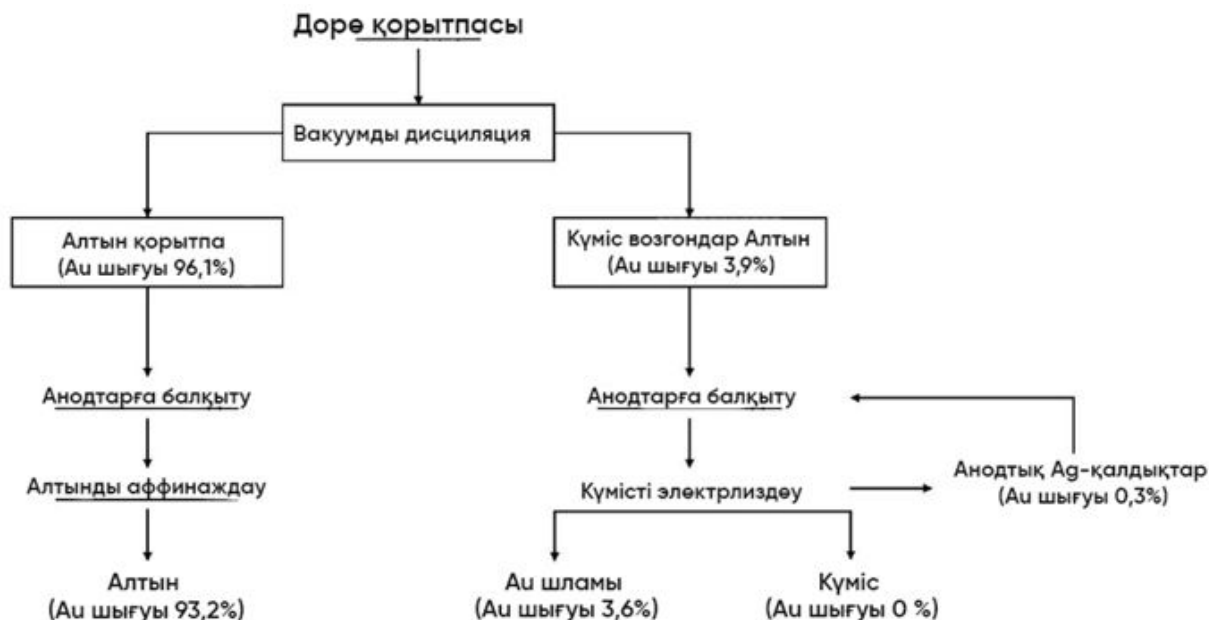 Доре қорытпасы
Вакуумды дисциляция
Алтын қорытпа
(Au шығуы 96,1%)
Күміс возгондар Алтын
(Au шығуы 3,9%)
Анодтарға балқыту
Анодтарға балқыту
Алтынды аффинаждау
Күмісті электрлиздеу
Анодтық Ag-қалдықтар
(Au шығуы 0,3%)
Алтын
(Au шығуы 93,2%)
Au шламы
(Au шығуы 3,6%)
Күміс
(Au шығуы 0 %)